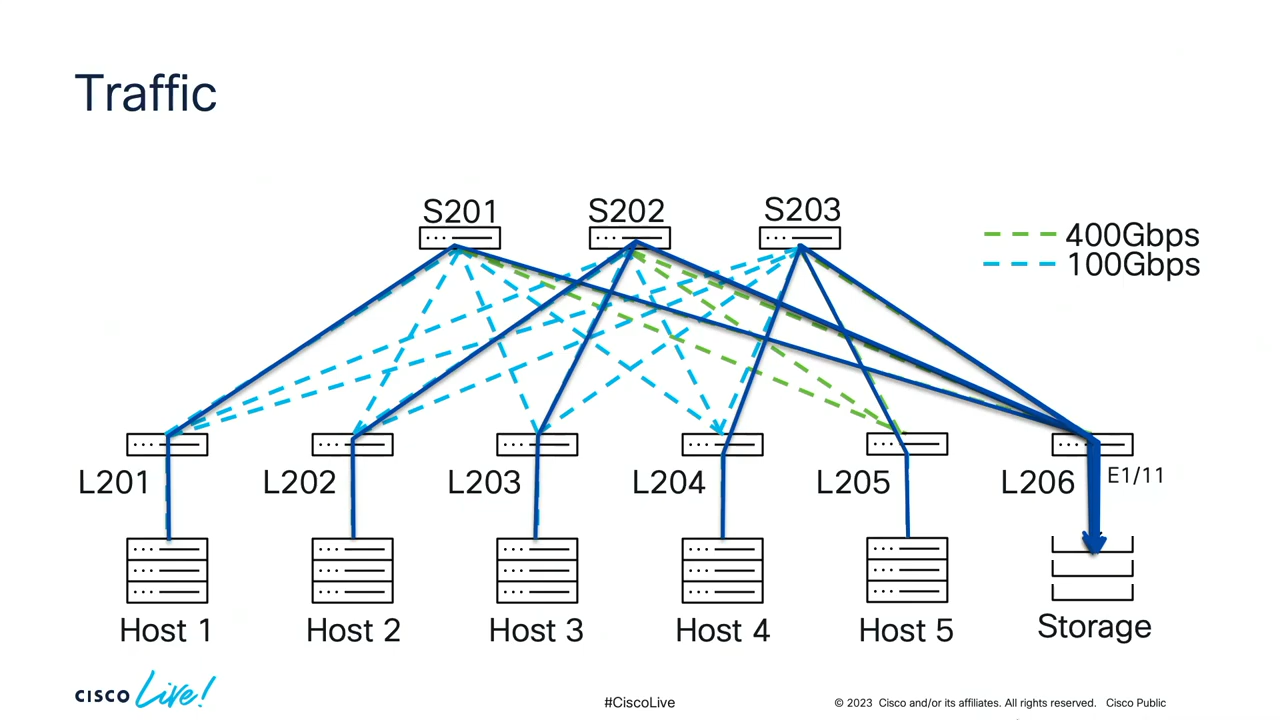 Traffic
S201
S202
S203
400Gbps
100Gbps
L201
L202
L203
L204
L205
L206
E1/11
Host 1
Host 2
Host 3
Host 4
Host 5
Storage
CISCO Live!
#CiscoLive
© 2023 Cisco and/or its affiliates. All rights reserved. Cisco Public